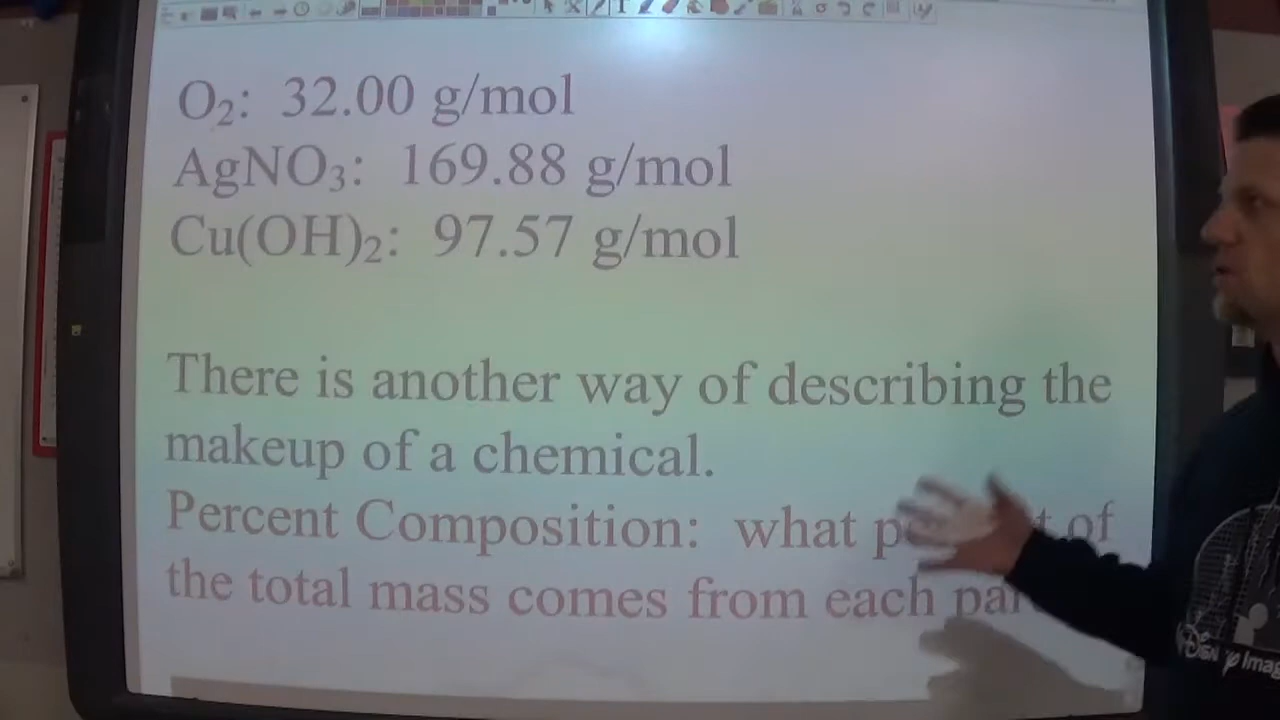 O₂: 32.00 g/mol
AgNO₃: 169.88 g/mol
Cu(OH)₂: 97.57 g/mol
There is another way of describing the
makeup of a chemical.
Percent Composition: what of
the total mass comes from each